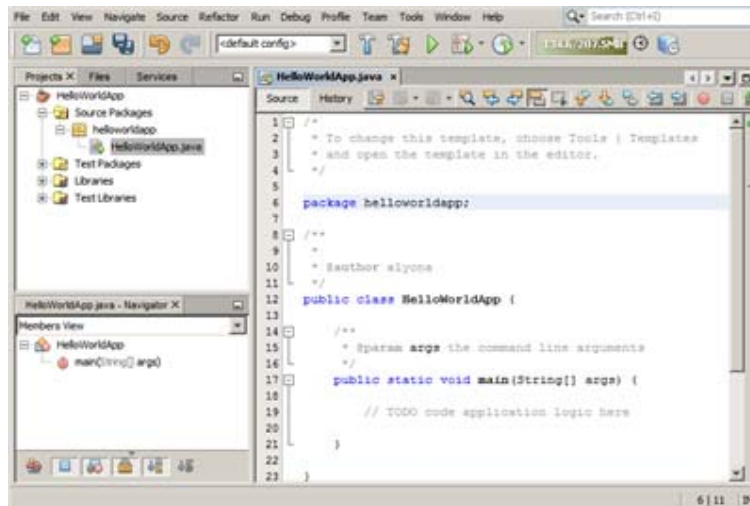 File Edit View Navigate Source Refactor Run Debug Profile Team Tools Window Help Search (Ctrl+I)
<default config>
Projects Files Services
HelloWorldApp
Source Packages
helloworldapp
HelloWorldApp.java
Test Packages
Libraries
Test Libraries
HelloWorldApp.java - Navigator
Members View
HelloWorldApp
main(String[] args)
HelloWorldApp.java
Source History
1 /*
2 * To change this template, choose Tools | Templates
3 * and open the template in the editor.
4 */
5
6 package helloworldapp;
7
8 /**
9 *
10 * @author alyona
11 */
12 public class HelloWorldApp {
13
14 /**
15 * @param args the command line arguments
16 */
17 public static void main(String[] args) {
18
19 // TODO code application logic here
20
21 }
22
23 }
6|11